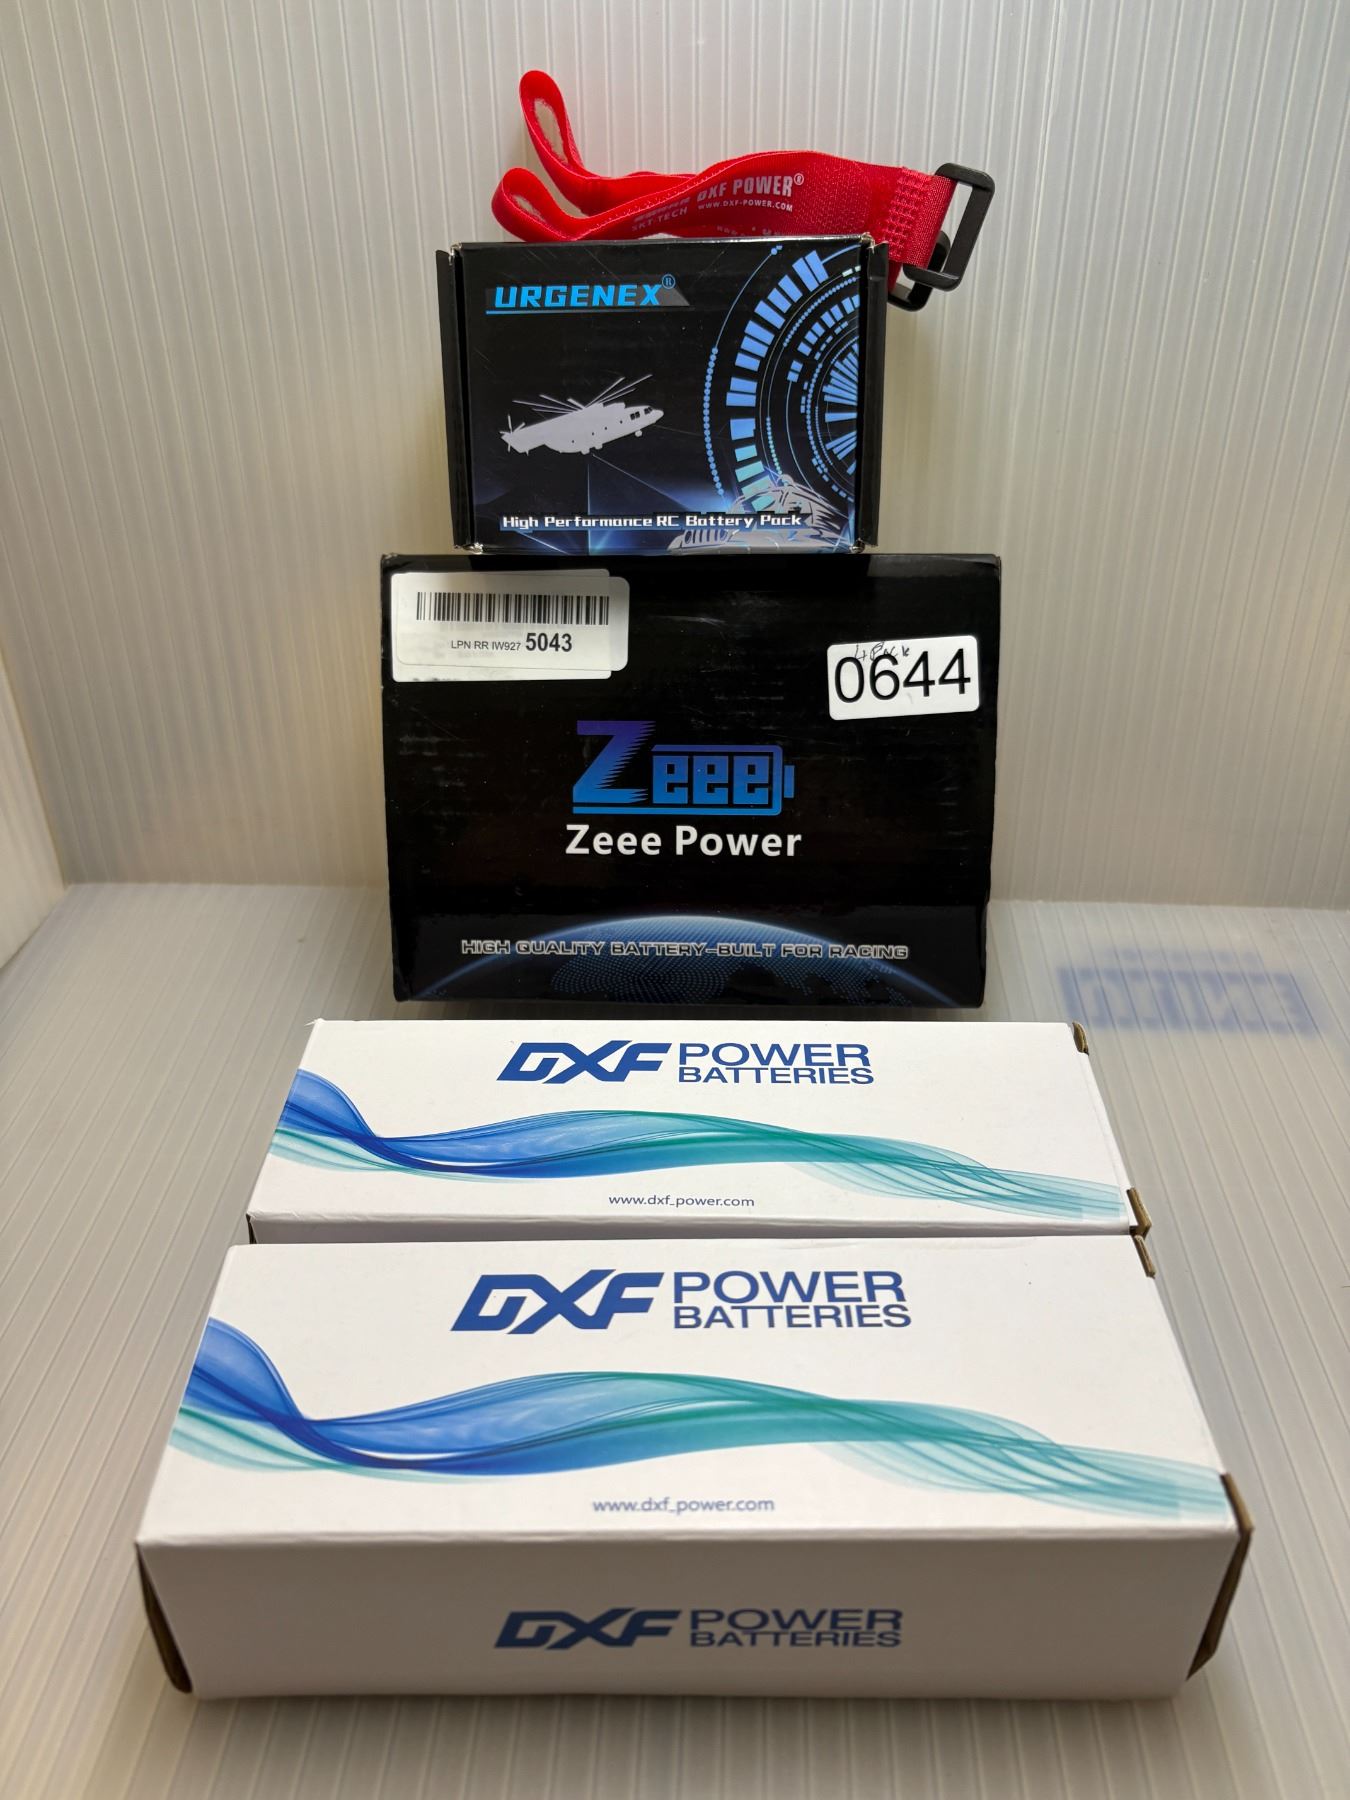 DXF POWER®
www.DXF-POWER.COM
URGENEX®
High Performance RC Battery Pack
LPN RR IW927 5043
4 Pack
0644
Zeee
Zeee Power
HIGH QUALITY BATTERY-BUILT FOR RACING
DXF POWER
BATTERIES
www.dxf_power.com
DXF POWER
BATTERIES
www.dxf_power.com
DXF POWER
BATTERIES